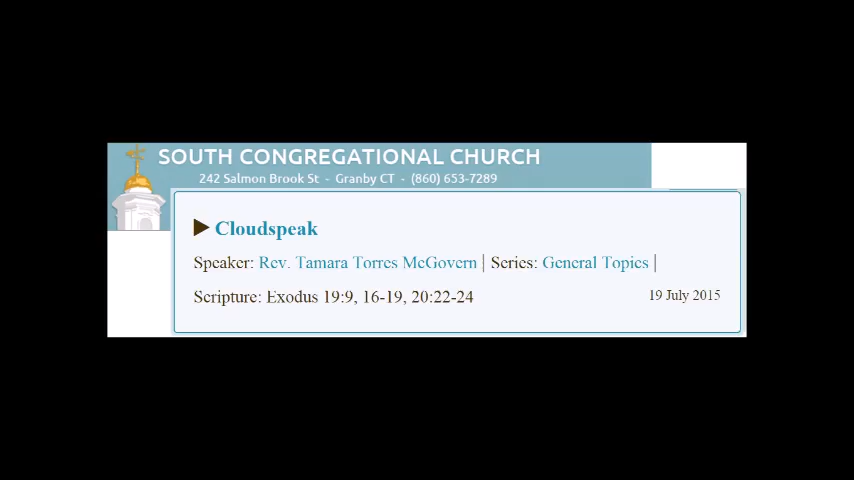 SOUTH CONGREGATIONAL CHURCH
242 Salmon Brook St - Granby CT - (860) 653-7289
Cloudspeak
Speaker: Rev. Tamara Torres McGovern | Series: General Topics |
Scripture: Exodus 19:9, 16-19, 20:22-24
19 July 2015